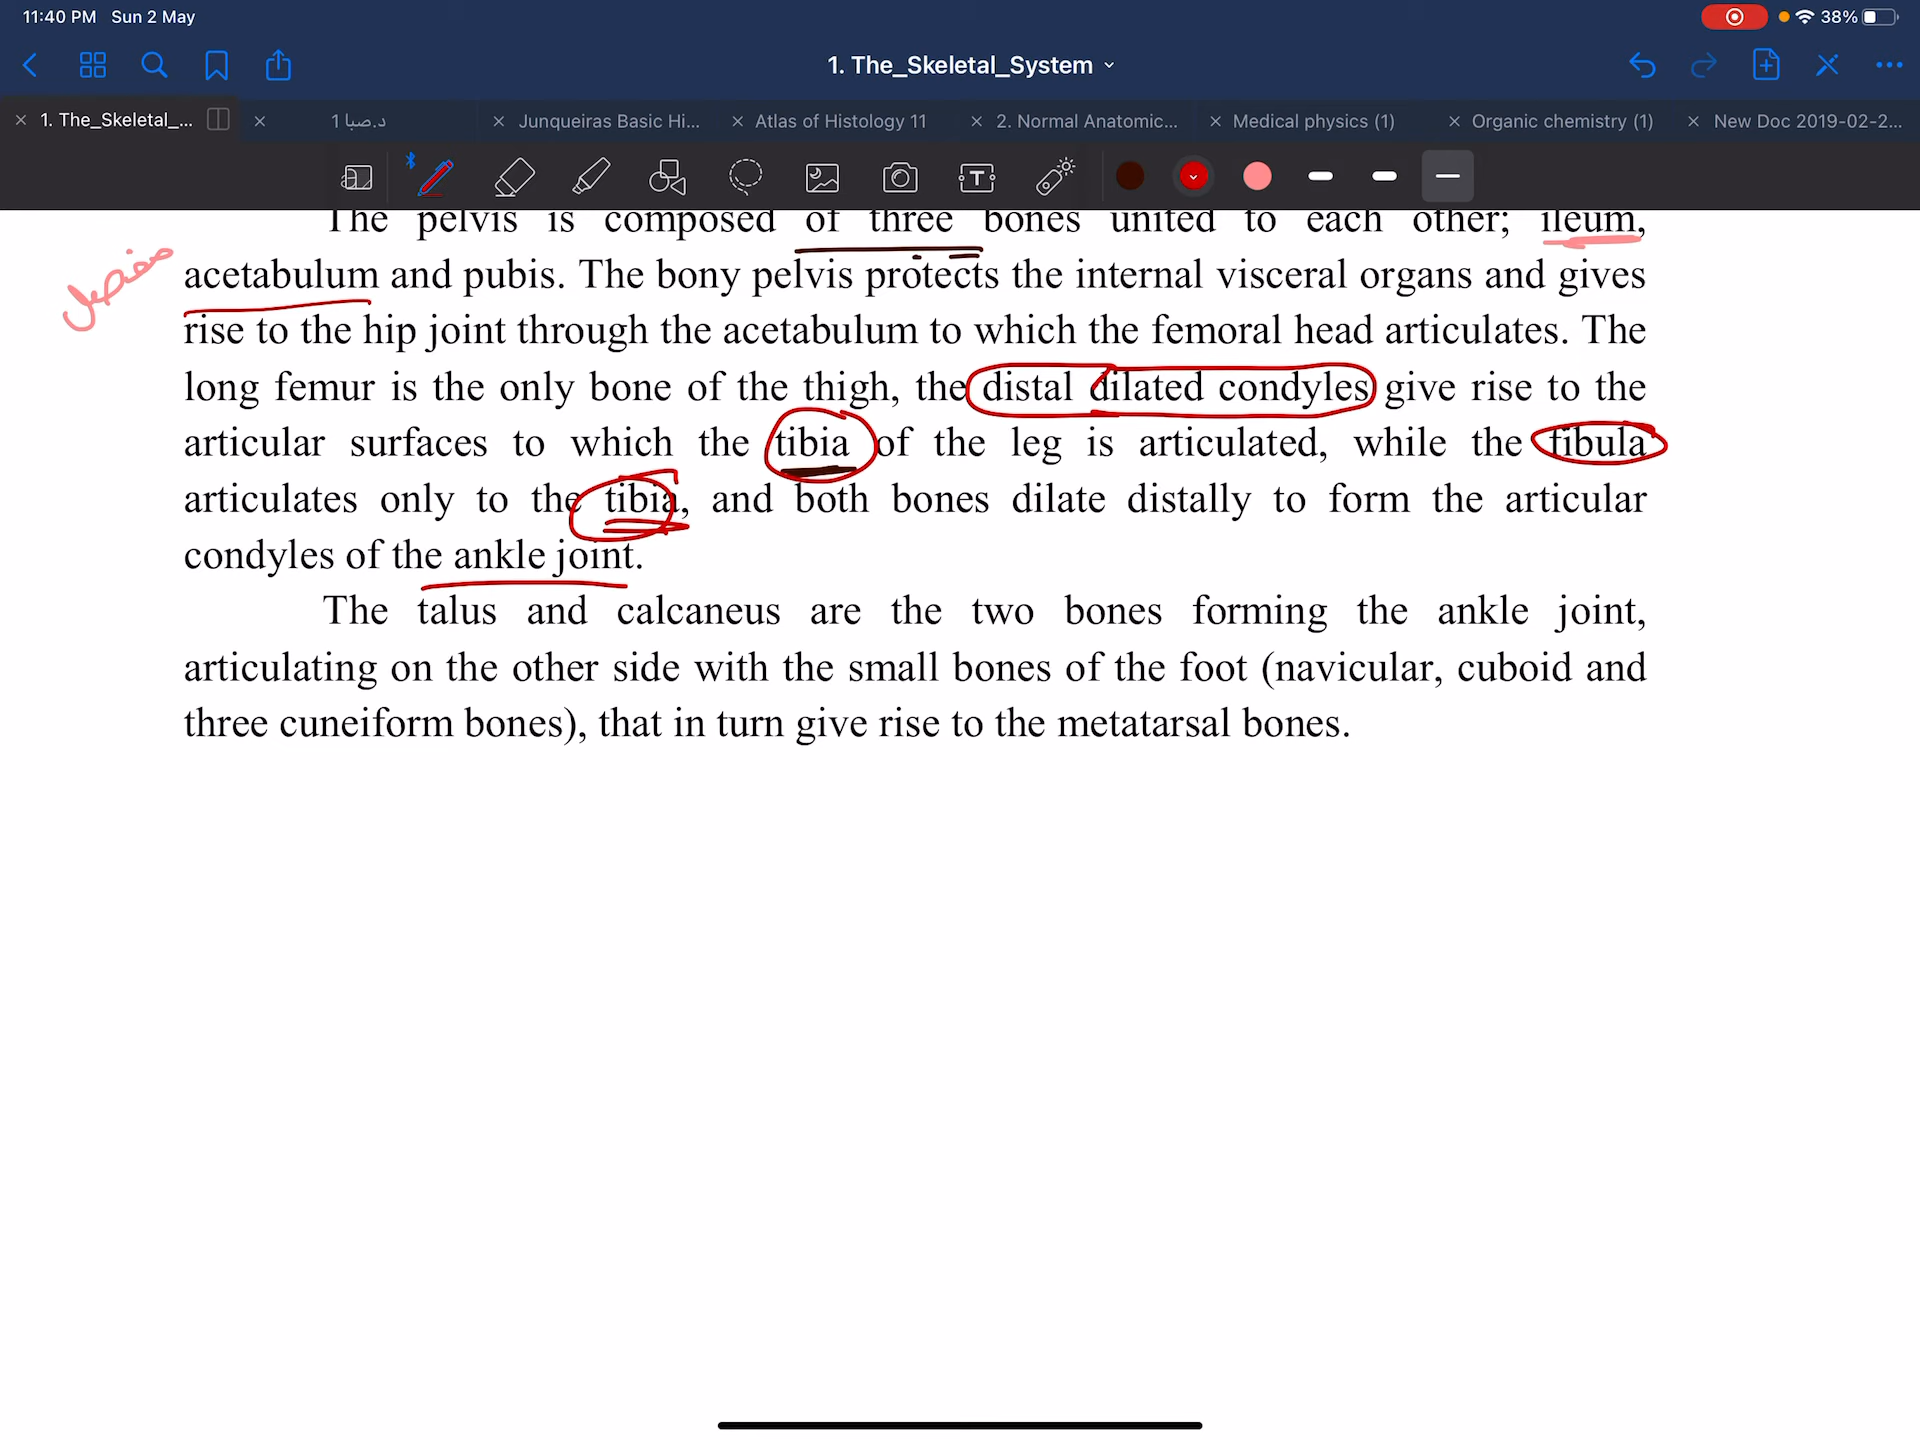 11:40 PM Sun 2 May 38%
1. The_Skeletal_System
1. The_Skeletal_... د.صبا 1 Junqueiras Basic Hi... Atlas of Histology 11 2. Normal Anatomic... Medical physics (1) Organic chemistry (1) New Doc 2019-02-2...
The pelvis is composed of three bones united to each other; ileum,
acetabulum and pubis. The bony pelvis protects the internal visceral organs and gives
rise to the hip joint through the acetabulum to which the femoral head articulates. The
long femur is the only bone of the thigh, the distal dilated condyles give rise to the
articular surfaces to which the tibia of the leg is articulated, while the fibula
articulates only to the tibia, and both bones dilate distally to form the articular
condyles of the ankle joint.
The talus and calcaneus are the two bones forming the ankle joint,
articulating on the other side with the small bones of the foot (navicular, cuboid and
three cuneiform bones), that in turn give rise to the metatarsal bones.